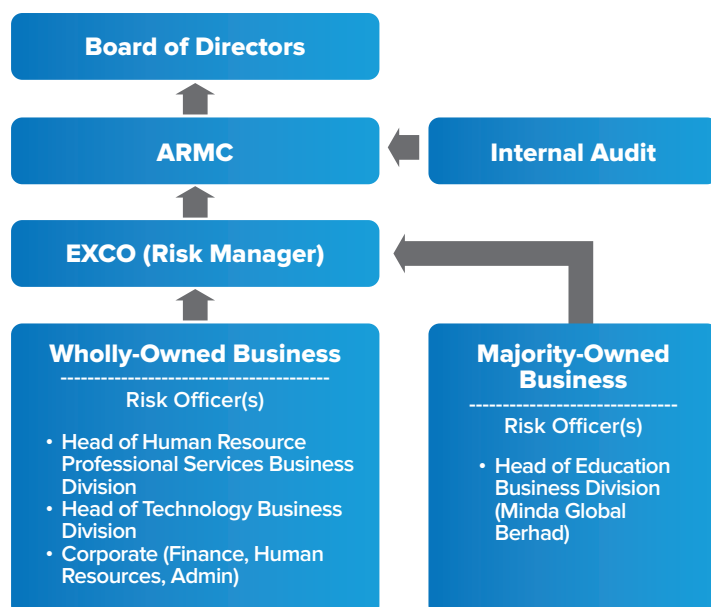 Board of Directors
ARMC
Internal Audit
EXCO (Risk Manager)
Wholly-Owned Business
Risk Officer(s)
• Head of Human Resource
Professional Services Business
Division
• Head of Technology Business
Division
• Corporate (Finance, Human
Resources, Admin)
Majority-Owned
Business
Risk Officer(s)
• Head of Education
Business Division
(Minda Global
Berhad)